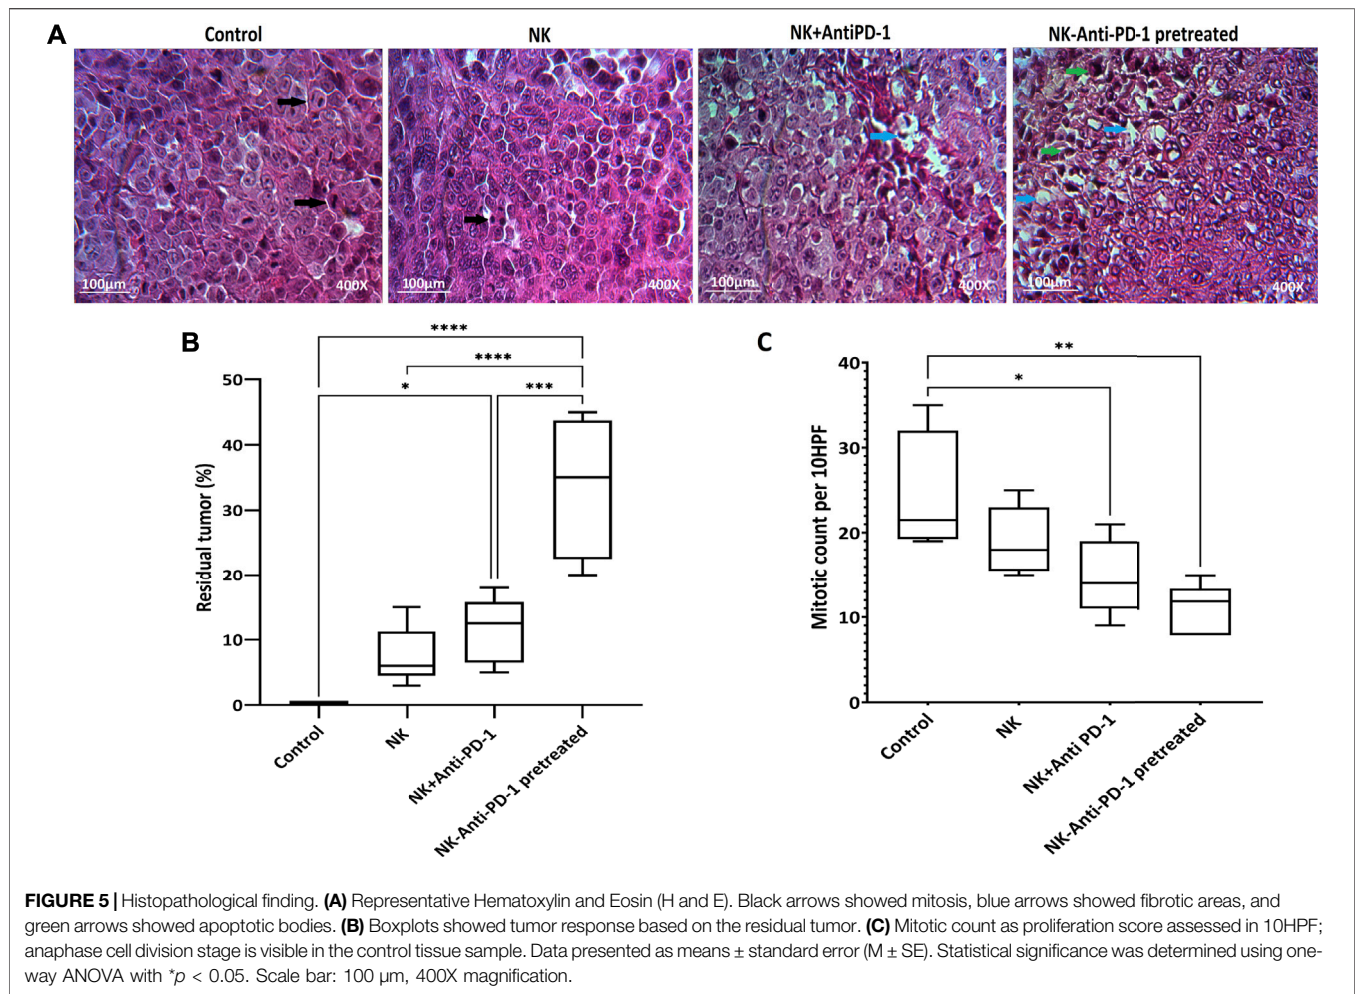 A
Control
NK
NK+AntiPD-1
NK-Anti-PD-1 pretreated
100μm
400X
100μm
400X
100μm
400X
100μm
400X
B
****
****
*
***
Residual tumor (%)
50
40
30
20
10
0
Control
NK
NK+Anti-PD-1
NK-Anti-PD-1 pretreated
C
**
*
Mitotic count per 10HPF
40
30
20
10
0
Control
NK
NK+Anti PD-1
NK-Anti-PD-1 pretreated
FIGURE 5 | Histopathological finding. (A) Representative Hematoxylin and Eosin (H and E). Black arrows showed mitosis, blue arrows showed fibrotic areas, and
green arrows showed apoptotic bodies. (B) Boxplots showed tumor response based on the residual tumor. (C) Mitotic count as proliferation score assessed in 10HPF;
anaphase cell division stage is visible in the control tissue sample. Data presented as means ± standard error (M ± SE). Statistical significance was determined using one-
way ANOVA with *p < 0.05. Scale bar: 100 μm, 400X magnification.